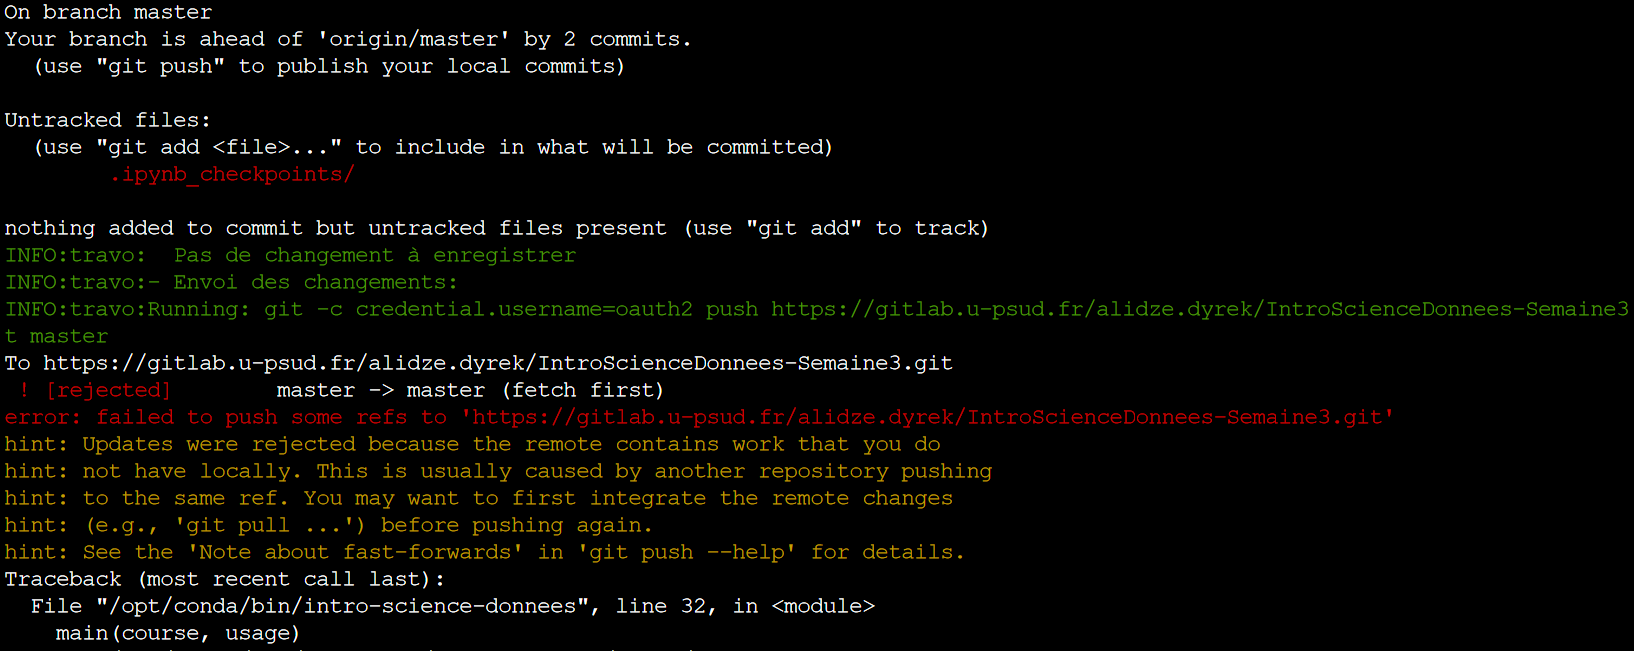 On branch master
Your branch is ahead of 'origin/master' by 2 commits.
  (use "git push" to publish your local commits)

Untracked files:
  (use "git add <file>..." to include in what will be committed)
        .ipynb_checkpoints/

nothing added to commit but untracked files present (use "git add" to track)
INFO:travo:  Pas de changement à enregistrer
INFO:travo:- Envoi des changements:
INFO:travo:Running: git -c credential.username=oauth2 push https://gitlab.u-psud.fr/alidze.dyrek/IntroScienceDonnees-Semaine3
t master
To https://gitlab.u-psud.fr/alidze.dyrek/IntroScienceDonnees-Semaine3.git
 ! [rejected]        master -> master (fetch first)
error: failed to push some refs to 'https://gitlab.u-psud.fr/alidze.dyrek/IntroScienceDonnees-Semaine3.git'
hint: Updates were rejected because the remote contains work that you do
hint: not have locally. This is usually caused by another repository pushing
hint: to the same ref. You may want to first integrate the remote changes
hint: (e.g., 'git pull ...') before pushing again.
hint: See the 'Note about fast-forwards' in 'git push --help' for details.
Traceback (most recent call last):
  File "/opt/conda/bin/intro-science-donnees", line 32, in <module>
    main(course, usage)